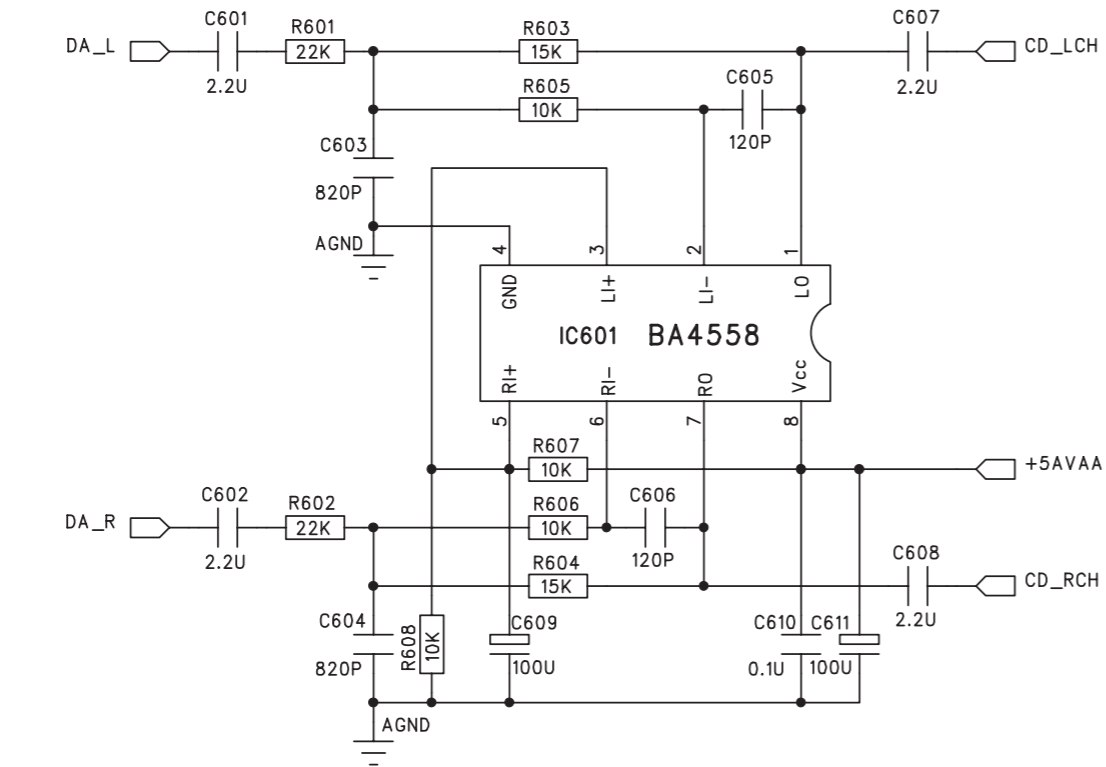 C601
R601
R603
C607
DA_L
22K
15K
CD_LCH
2.2U
2.2U
R605
C605
10K
120P
C603
820P
AGND
4
3
2
1
GND
LI+
LI-
LO
IC601
BA4558
RI+
RI-
RO
Vcc
5
6
7
8
R607
10K
+5AVAA
C602
R602
R606
C606
DA_R
22K
10K
2.2U
120P
R604
C608
15K
CD_RCH
2.2U
C604
R608
10K
C609
C610
C611
820P
100U
0.1U
100U
AGND